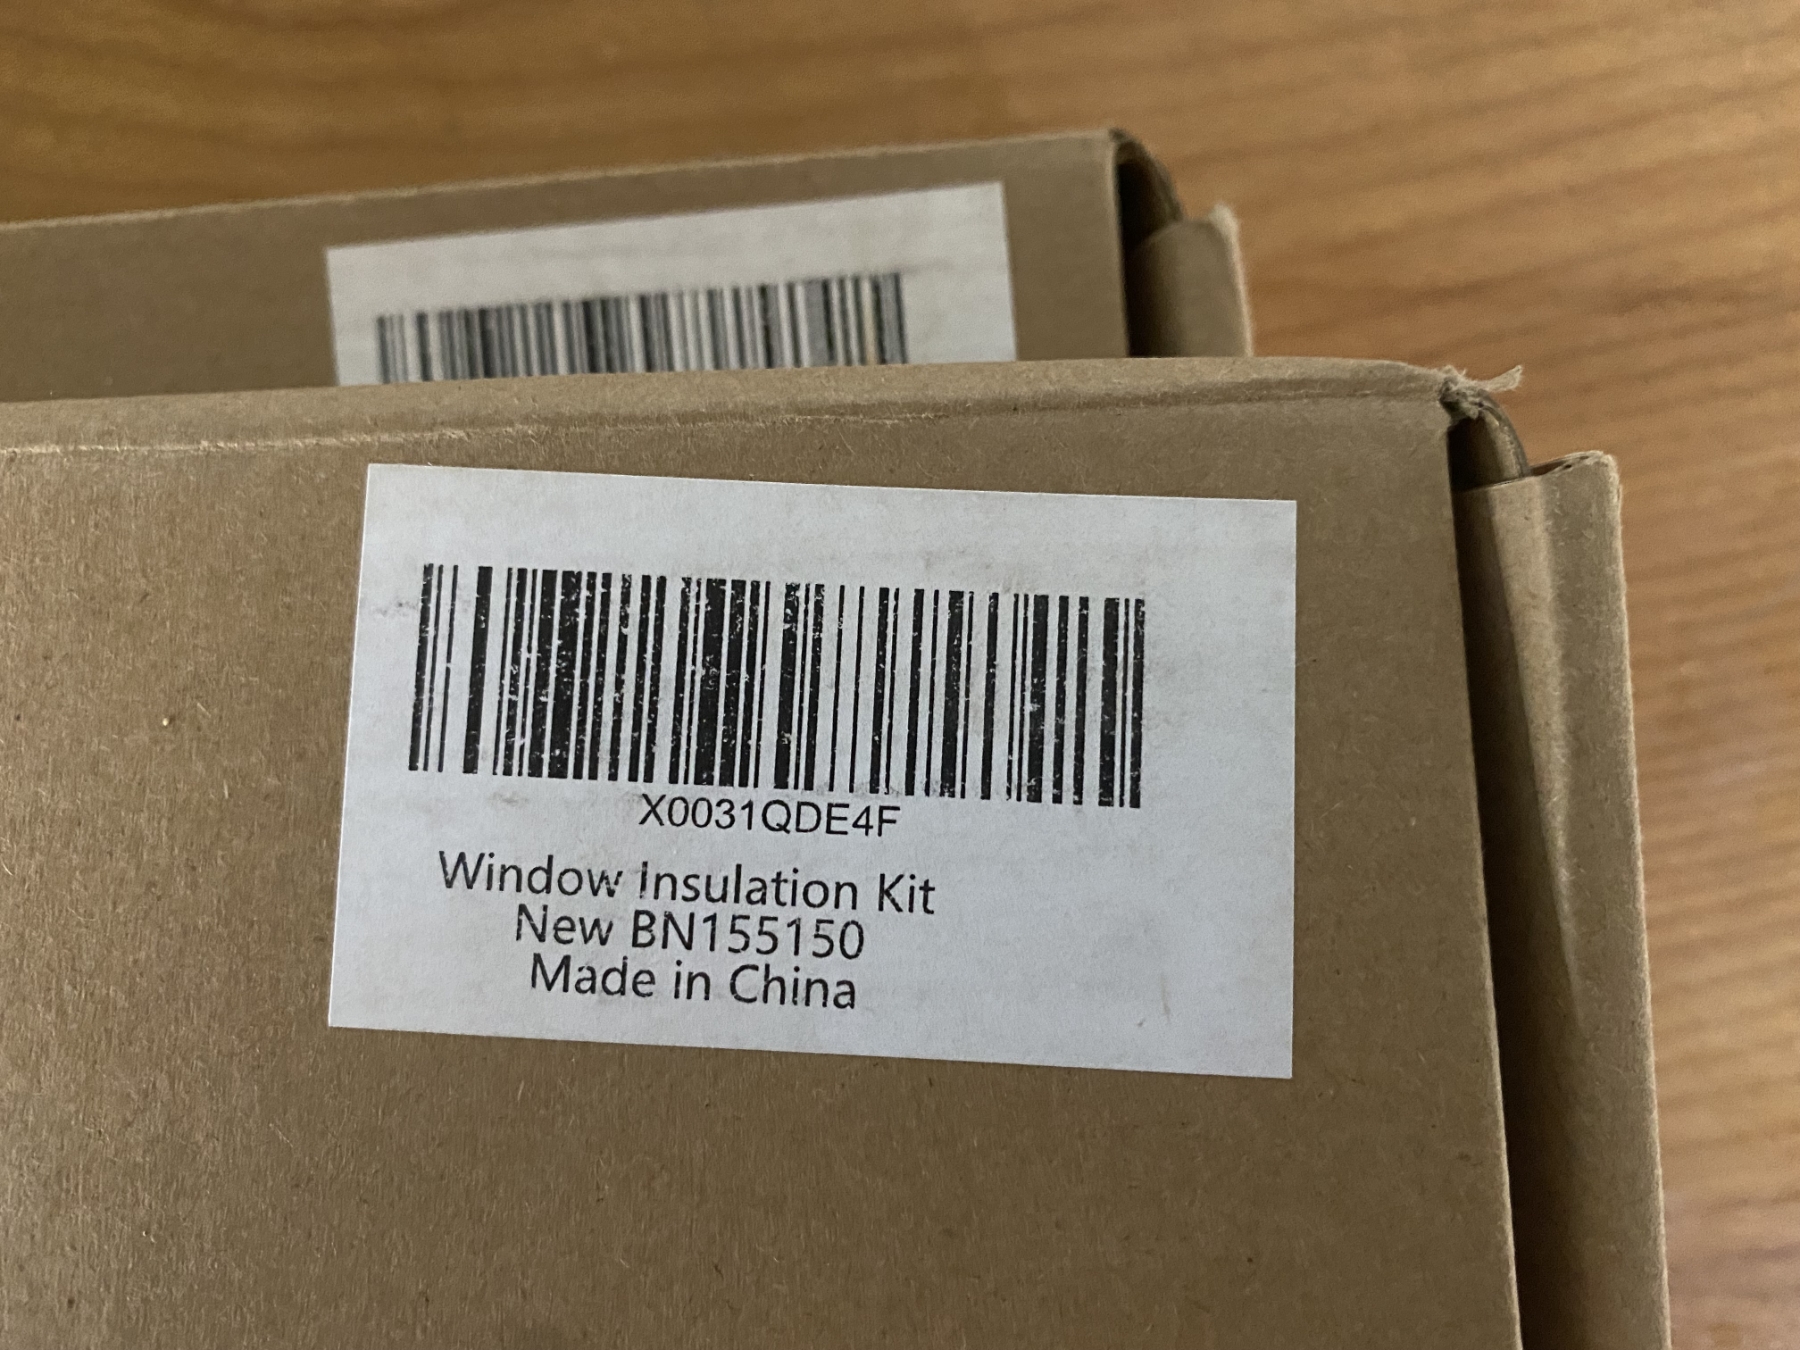 X0031QDE4F
Window Insulation Kit
New BN155150
Made in China